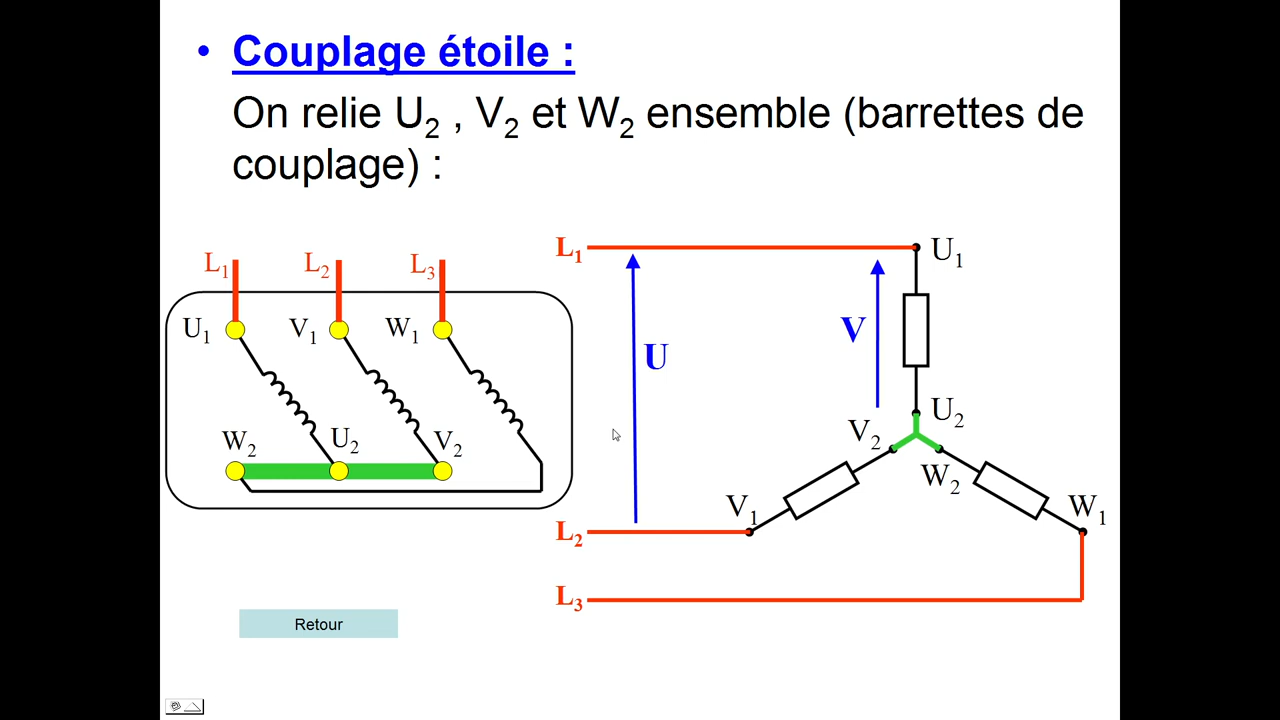 • Couplage étoile :
On relie U₂ , V₂ et W₂ ensemble (barrettes de
couplage) :
L₁ L₂ L₃
U₁ V₁ W₁
W₂ U₂ V₂
L₁ U₁
V
U
U₂
V₂
W₂
V₁ W₁
L₂
L₃
Retour